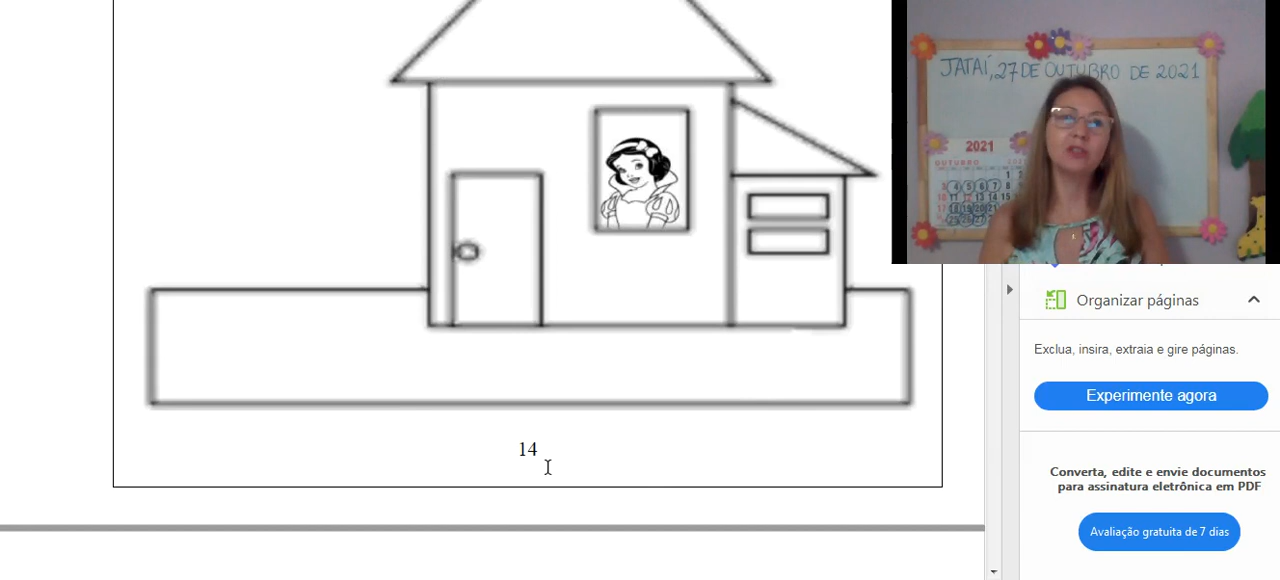 JATAÍ, 27 DE OUTUBRO DE 2021
2021
OUTUBRO
Organizar páginas
Exclua, insira, extraia e gire páginas.
Experimente agora
14
Converta, edite e envie documentos
para assinatura eletrônica em PDF
Avaliação gratuita de 7 dias